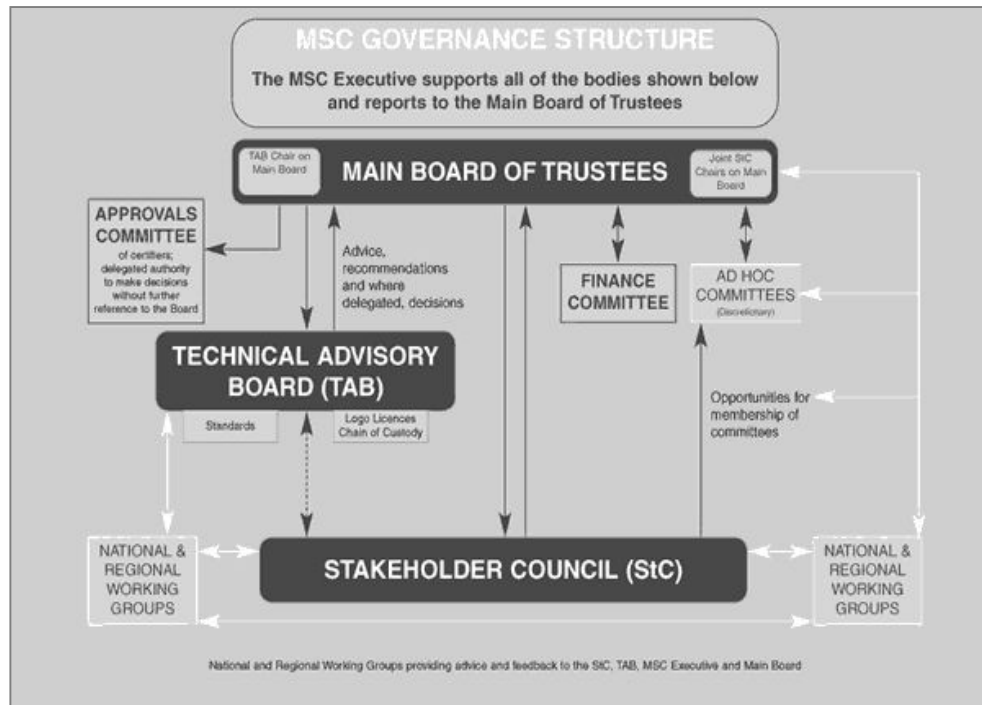 MSC GOVERNANCE STRUCTURE
The MSC Executive supports all of the bodies shown below
and reports to the Main Board of Trustees
TAB Chair on
Main Board
MAIN BOARD OF TRUSTEES
Joint StC
Chairs on Main
Board
APPROVALS
COMMITTEE
of certifiers;
delegated authority
to make decisions
without further
reference to the Board
Advice,
recommendations
and where
delegated, decisions
FINANCE
COMMITTEE
AD HOC
COMMITTEES
(Discretionary)
TECHNICAL ADVISORY
BOARD (TAB)
Standards
Logo Licences
Chain of Custody
Opportunities for
membership of
committees
NATIONAL &
REGIONAL
WORKING
GROUPS
STAKEHOLDER COUNCIL (StC)
NATIONAL &
REGIONAL
WORKING
GROUPS
National and Regional Working Groups providing advice and feedback to the StC, TAB, MSC Executive and Main Board